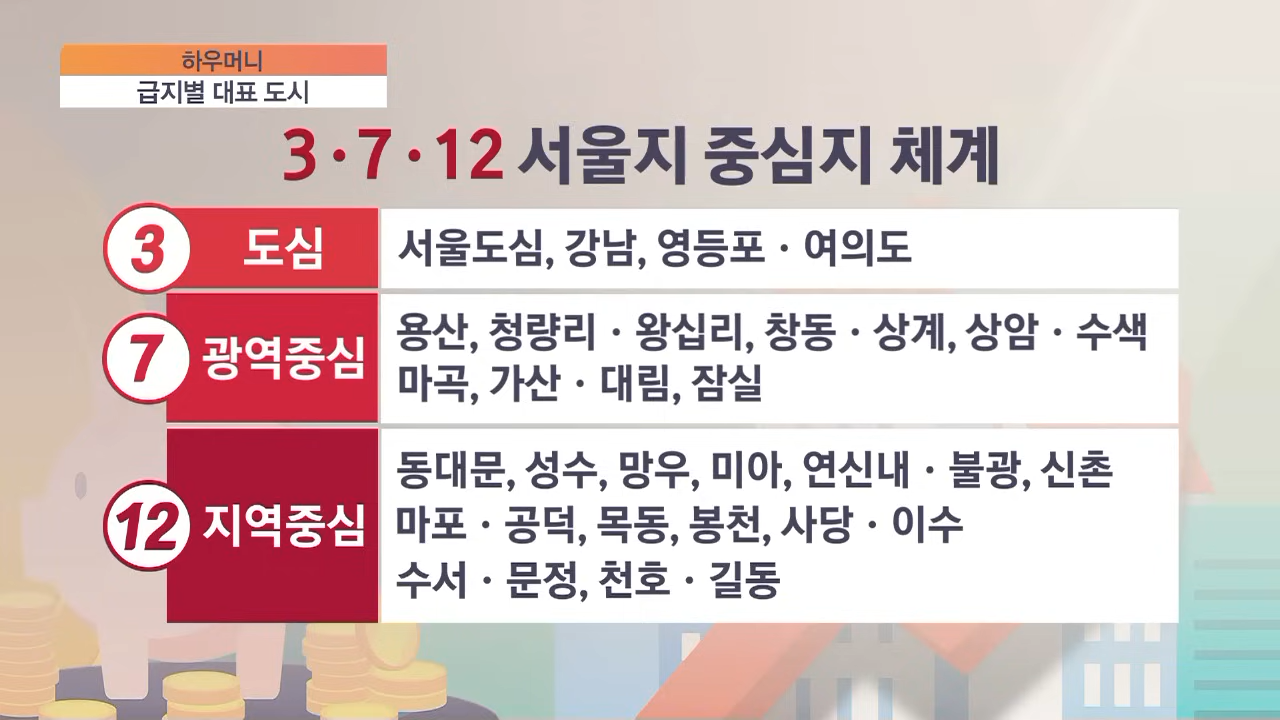 하우머니
급지별 대표 도시
3·7·12 서울지 중심지 체계
3 도심 서울도심, 강남, 영등포·여의도
7 광역중심 용산, 청량리·왕십리, 창동·상계, 상암·수색
마곡, 가산·대림, 잠실
12 지역중심 동대문, 성수, 망우, 미아, 연신내·불광, 신촌
마포·공덕, 목동, 봉천, 사당·이수
수서·문정, 천호·길동